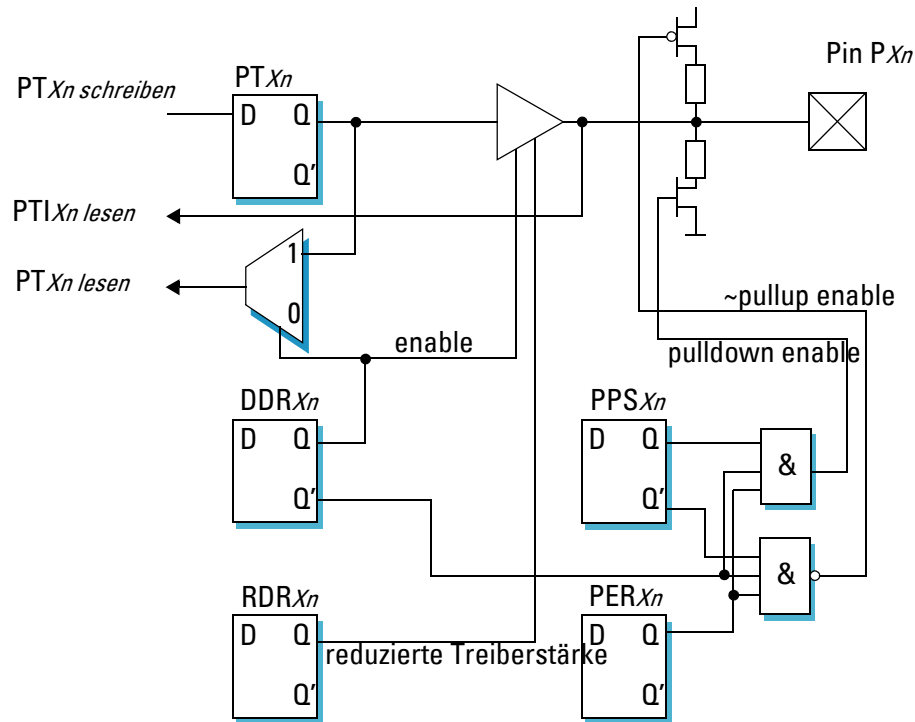 Pin PXn
PTXn
PTXn schreiben
D Q
Q'
PTIXn lesen
1
PTXn lesen
0
~pullup enable
enable
pulldown enable
DDRXn
PPSXn
D Q
D Q
&
Q'
Q'
&
RDRXn
PERXn
D Q
D Q
reduzierte Treiberstärke
Q'
Q'